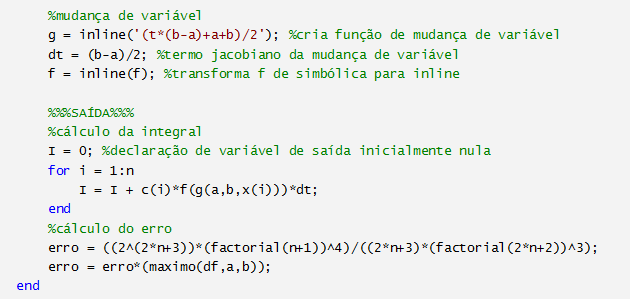 %mudança de variável
g = inline('(t*(b-a)+a+b)/2'); %cria função de mudança de variável
dt = (b-a)/2; %termo jacobiano da mudança de variável
f = inline(f); %transforma f de simbólica para inline
%%%SAÍDA%%%
%cálculo da integral
I = 0; %declaração de variável de saída inicialmente nula
for i = 1:n
I = I + c(i)*f(g(a,b,x(i)))*dt;
end
%cálculo do erro
erro = ((2^(2*n+3))*(factorial(n+1))^4)/((2*n+3)*(factorial(2*n+2))^3);
erro = erro*(maximo(df,a,b));
end